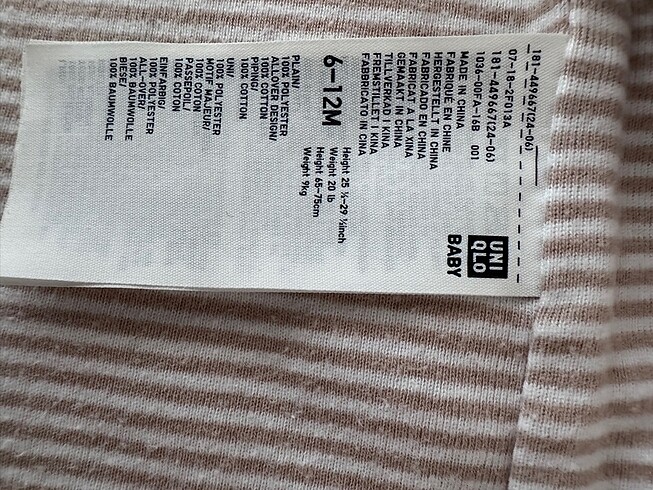 181-449667(24-06)
UNI
QLO
BABY
07-18-2F013A
181-449667(24-06)
1036-00FA-16B 001
MADE IN CHINA
FABRIQUÉ EN CHINE
HERGESTELLT IN CHINA
FABRICADO EN CHINA
FABRICAT A LA XINA
GEMAAKT IN CHINA
TILLVERKAD I KINA
FREMSTILLET I KINA
FABBRICATO IN CINA
6-12M
Height 25 ½-29 ½inch
Weight 20 lb
Height 65-75cm
Weight 9kg
PLAIN/
100% POLYESTER
ALLOVER DESIGN/
100% COTTON
PIPING/
100% COTTON
UNI/
100% POLYESTER
MOTIF MAJEUR/
100% COTON
PASSEPOIL/
100% COTON
EINFARBIG/
100% POLYESTER
ALL-OVER/
100% BAUMWOLLE
BIESE/
100% BAUMWOLLE